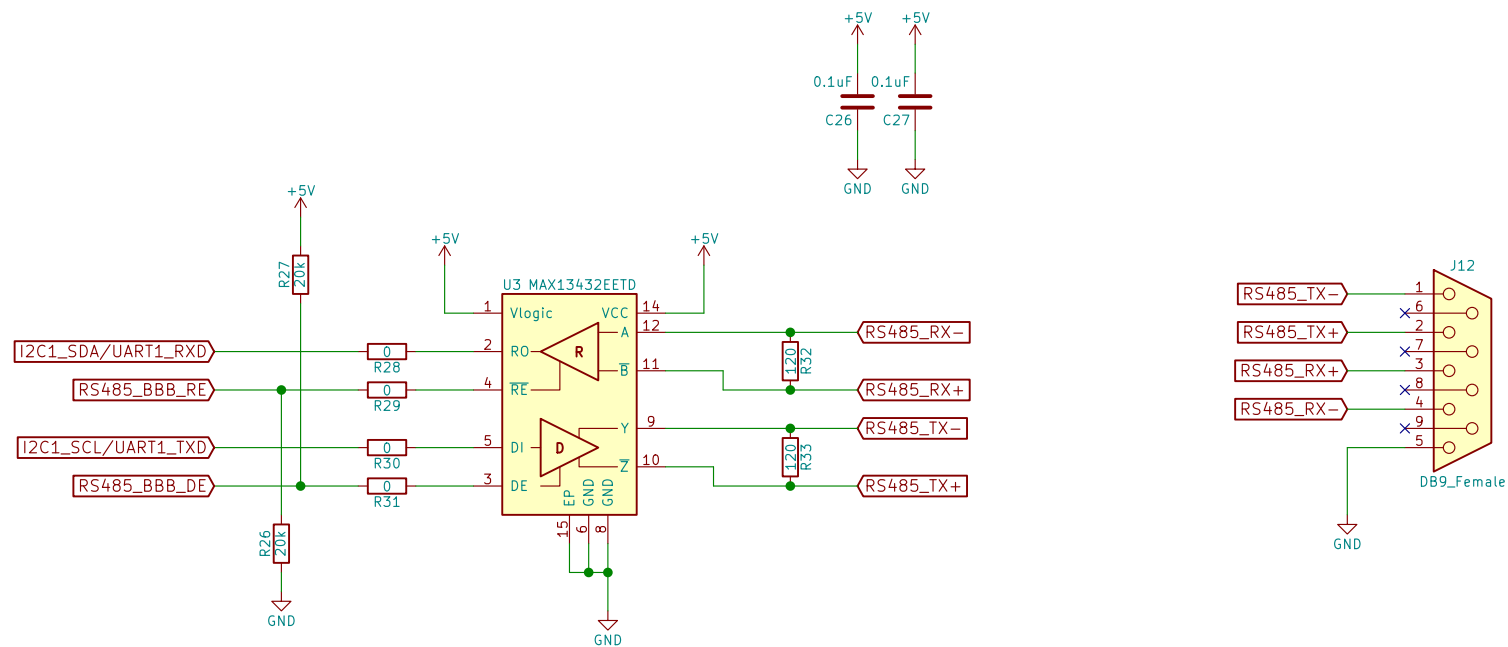 +5V +5V
0.1uF 0.1uF
C26 C27
GND GND
+5V
R27
20k
+5V
+5V
U3 MAX13432EETD
1 Vlogic VCC 14
A 12
I2C1_SDA/UART1_RXD 0 2 RO R
R28
B 11
RS485_BBB_RE 0 4 RE
R29
Y 9
I2C1_SCL/UART1_TXD 0 5 DI D
R30
Z 10
RS485_BBB_DE 0 3 DE
R31
EP GND GND
15 6 8
R26
20k
GND
GND
RS485_RX-
120
R32
RS485_RX+
RS485_TX-
120
R33
RS485_TX+
J12
RS485_TX- 1
6
RS485_TX+ 2
7
RS485_RX+ 3
8
RS485_RX- 4
9
5
DB9_Female
GND